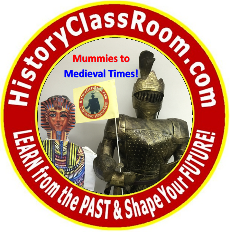 HistoryClassRoom.com
Mummies to
Medieval Times!
LEARN from the PAST & Shape Your FUTURE!